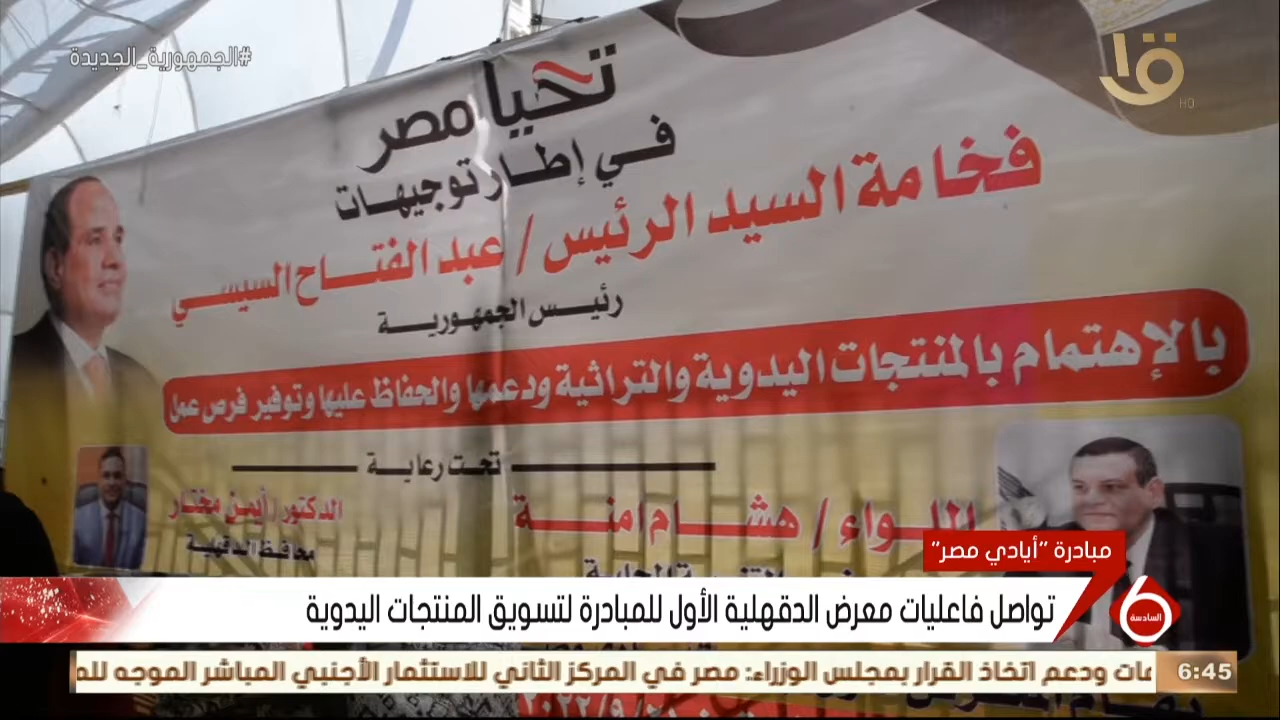 #الجمهورية_الجديدة
HD
تحيا مصر
في إطار توجيهات
فخامة السيد الرئيس / عبد الفتاح السيسي
رئيس الجمهورية
بالإهتمام بالمنتجات اليدوية والتراثية ودعمها والحفاظ عليها وتوفير فرص عمل
تحت رعاية
اللواء / هشام امنة
الدكتور / أيمن مختار
محافظ الدقهلية
مبادرة "أيادي مصر"
السادسة
تواصل فاعليات معرض الدقهلية الأول للمبادرة لتسويق المنتجات اليدوية
ودعم اتخاذ القرار بمجلس الوزراء: مصر في المركز الثاني للاستثمار الأجنبي المباشر الموجه
6:45